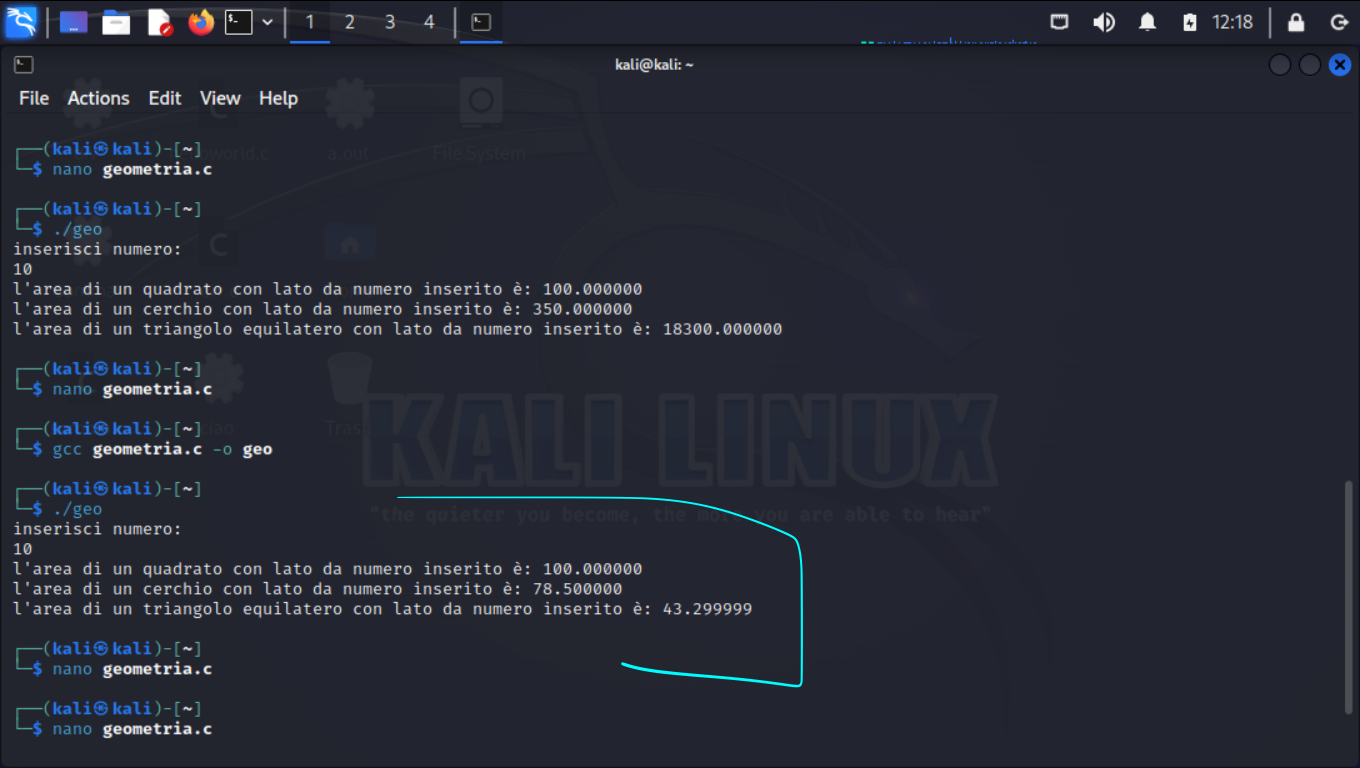 1 2 3 4 12:18
kali@kali: ~
File Actions Edit View Help
┌──(kali㉿kali)-[~]
└─$ nano geometria.c
┌──(kali㉿kali)-[~]
└─$ ./geo
inserisci numero:
10
l'area di un quadrato con lato da numero inserito è: 100.000000
l'area di un cerchio con lato da numero inserito è: 350.000000
l'area di un triangolo equilatero con lato da numero inserito è: 18300.000000
┌──(kali㉿kali)-[~]
└─$ nano geometria.c
┌──(kali㉿kali)-[~]
└─$ gcc geometria.c -o geo
┌──(kali㉿kali)-[~]
└─$ ./geo
inserisci numero:
10
l'area di un quadrato con lato da numero inserito è: 100.000000
l'area di un cerchio con lato da numero inserito è: 78.500000
l'area di un triangolo equilatero con lato da numero inserito è: 43.299999
┌──(kali㉿kali)-[~]
└─$ nano geometria.c
┌──(kali㉿kali)-[~]
└─$ nano geometria.c
a.out
File System
KALI LINUX
"the quieter you become, the more you are able to hear"